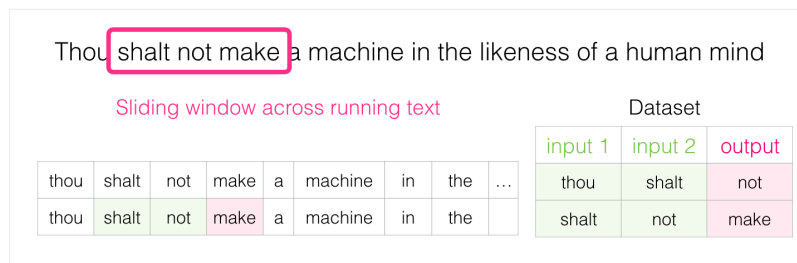 Thou shalt not make a machine in the likeness of a human mind
Sliding window across running text
Dataset
input 1 input 2 output
thou shalt not make a machine in the ...
thou shalt not
thou shalt not make a machine in the
shalt not make